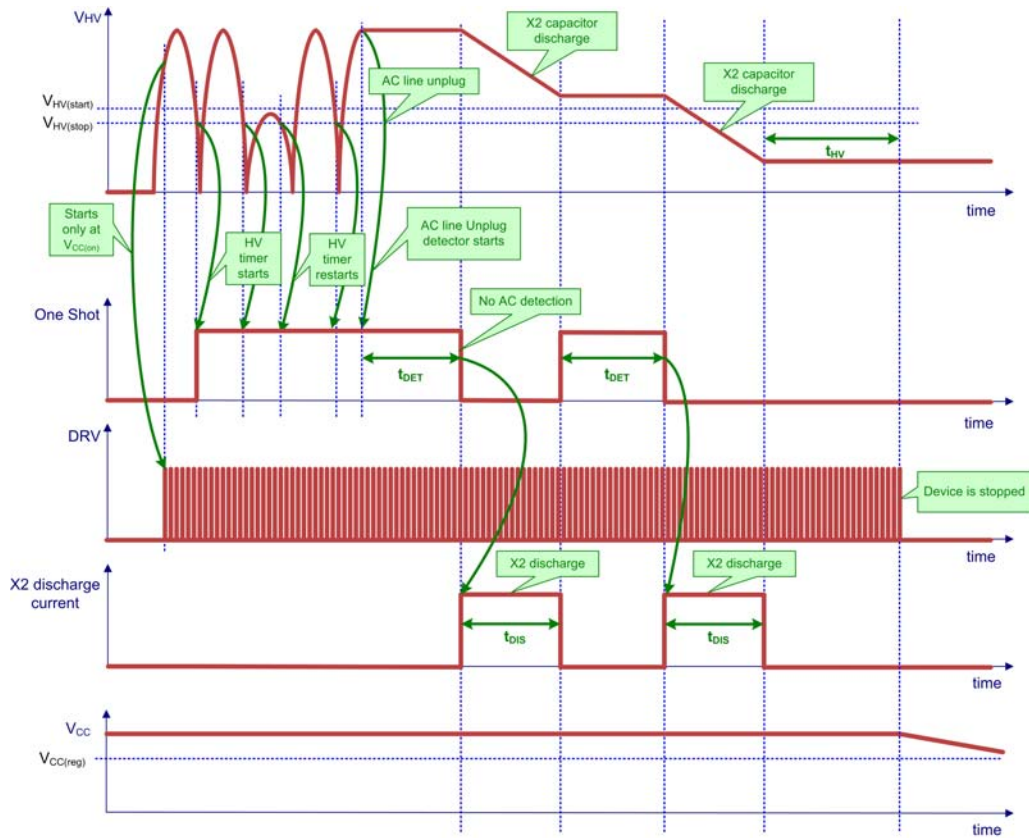 VHV
X2 capacitor
discharge
AC line unplug
X2 capacitor
discharge
VHV(start)
VHV(stop)
tHV
time
Starts
only at
VCC(on)
HV
timer
starts
HV
timer
restarts
AC line Unplug
detector starts
No AC detection
One Shot
tDET
tDET
time
DRV
Device is stopped
time
X2 discharge
current
X2 discharge
X2 discharge
tDIS
tDIS
time
VCC
VCC(reg)
time